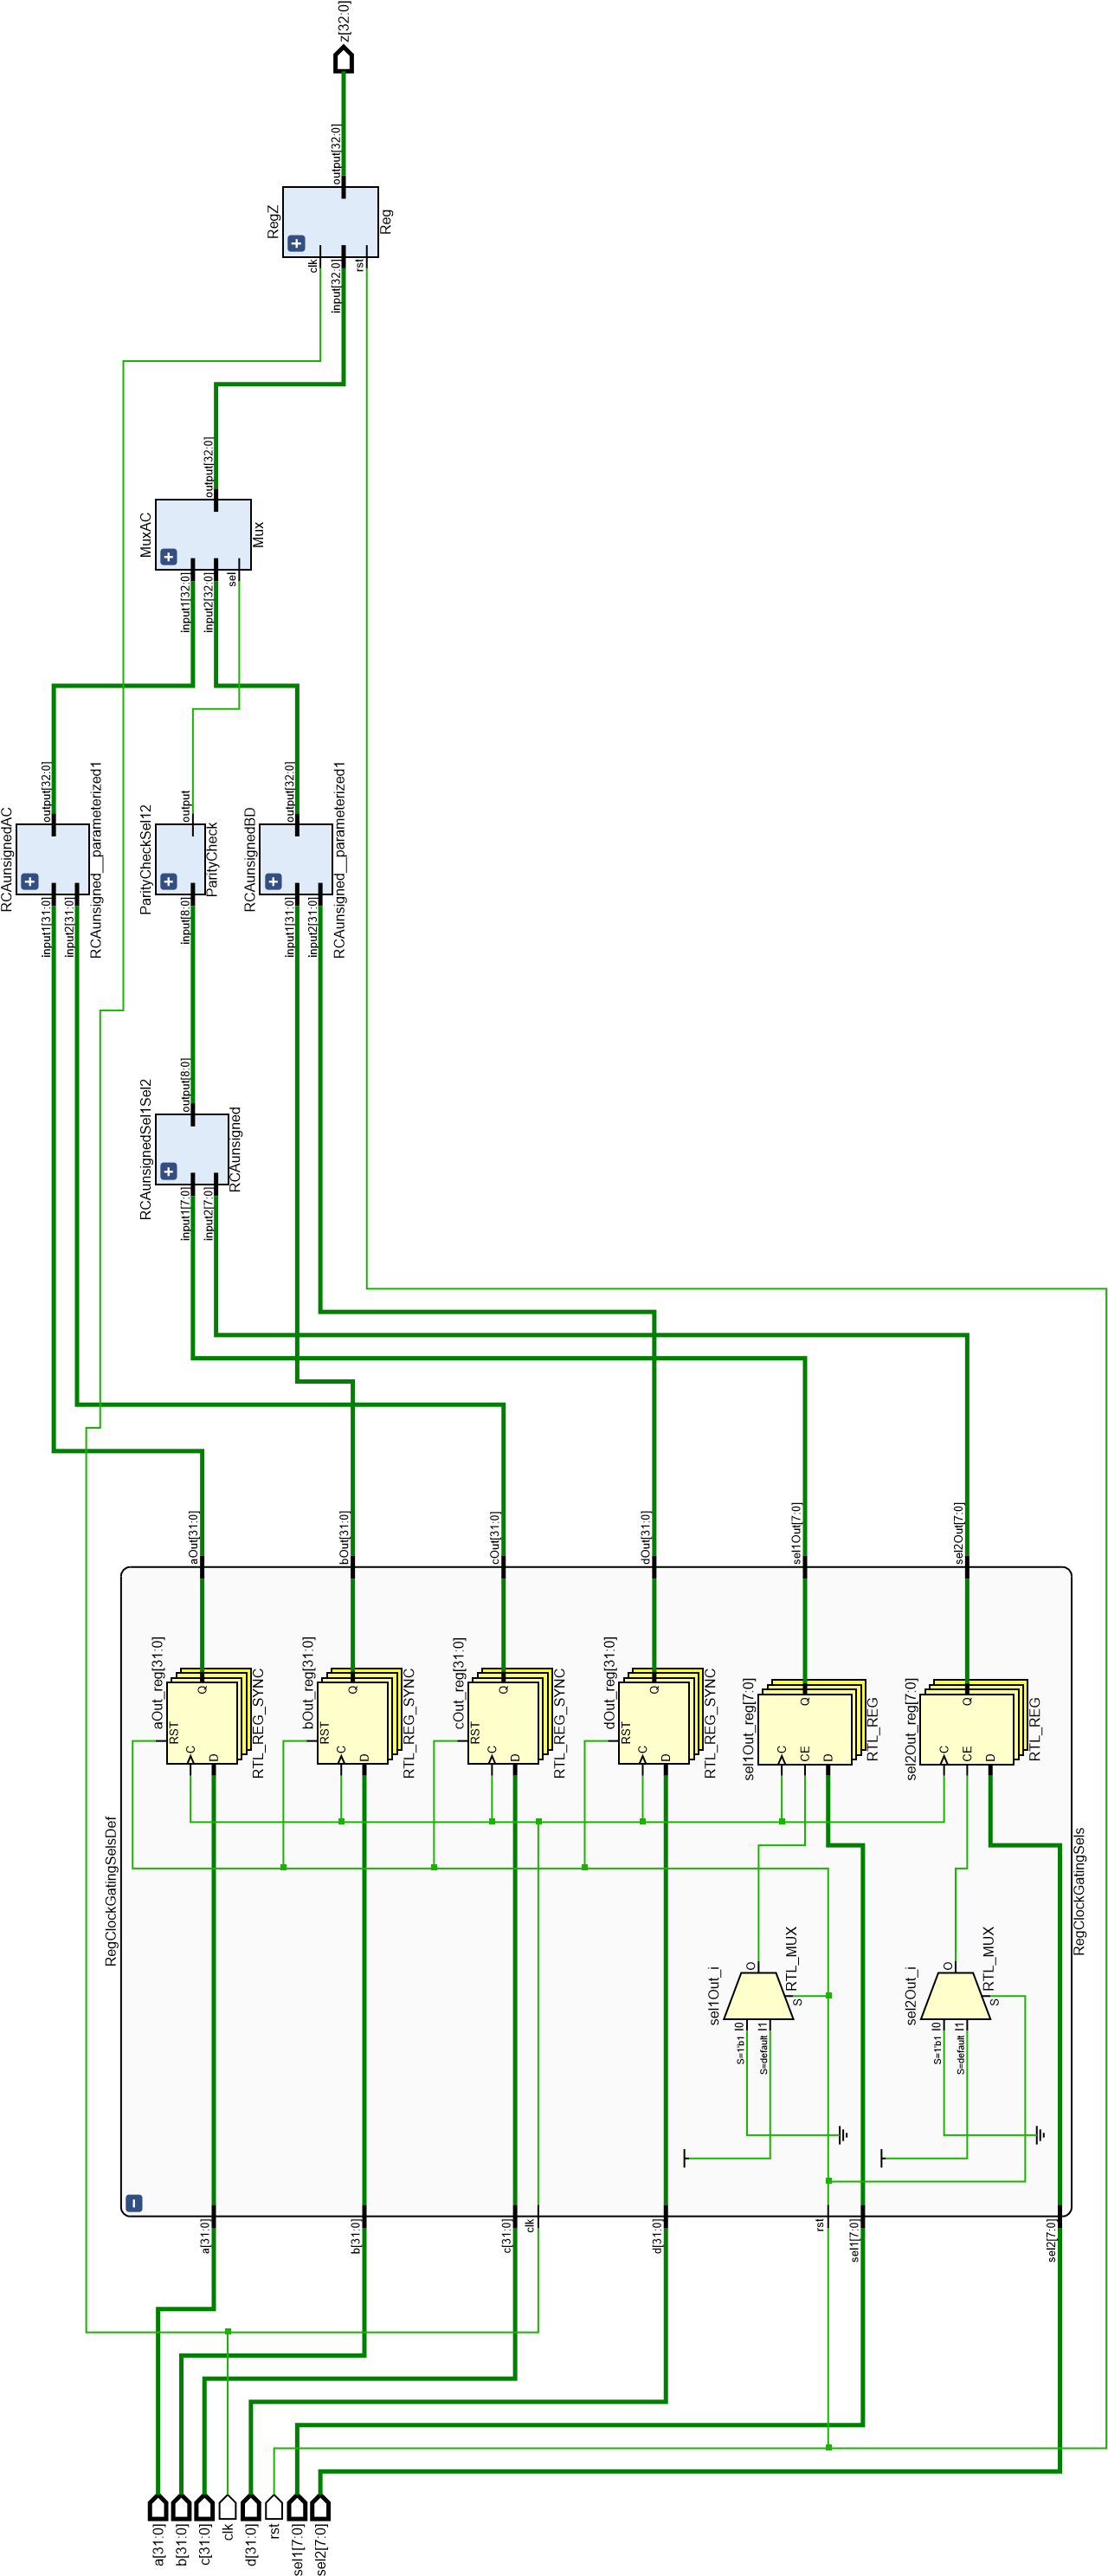 z[32:0]
output[32:0]
RegZ
Reg
clk
input[32:0]
rst
output[32:0]
MuxAC
Mux
input1[32:0]
input2[32:0]
sel
output[32:0]
RCAunsignedAC
RCAunsigned__parameterized1
input1[31:0]
input2[31:0]
output
ParityCheckSel12
ParityCheck
input[8:0]
output[32:0]
RCAunsignedBD
RCAunsigned__parameterized1
input1[31:0]
input2[31:0]
output[8:0]
RCAunsignedSel1Sel2
RCAunsigned
input1[7:0]
input2[7:0]
aOut[31:0]
bOut[31:0]
cOut[31:0]
dOut[31:0]
sel1Out[7:0]
sel2Out[7:0]
aOut_reg[31:0]
RST
C
D
Q
RTL_REG_SYNC
bOut_reg[31:0]
RST
C
D
Q
RTL_REG_SYNC
cOut_reg[31:0]
RST
C
D
Q
RTL_REG_SYNC
dOut_reg[31:0]
RST
C
D
Q
RTL_REG_SYNC
sel1Out_reg[7:0]
C
CE
D
Q
RTL_REG
sel2Out_reg[7:0]
C
CE
D
Q
RTL_REG
RegClockGatingSelsDef
RegClockGatingSels
sel1Out_i
O
S
RTL_MUX
S=1'b1 I0
S=default I1
sel2Out_i
O
S
RTL_MUX
S=1'b1 I0
S=default I1
a[31:0]
b[31:0]
c[31:0]
clk
d[31:0]
rst
sel1[7:0]
sel2[7:0]
a[31:0]
b[31:0]
c[31:0]
clk
d[31:0]
rst
sel1[7:0]
sel2[7:0]